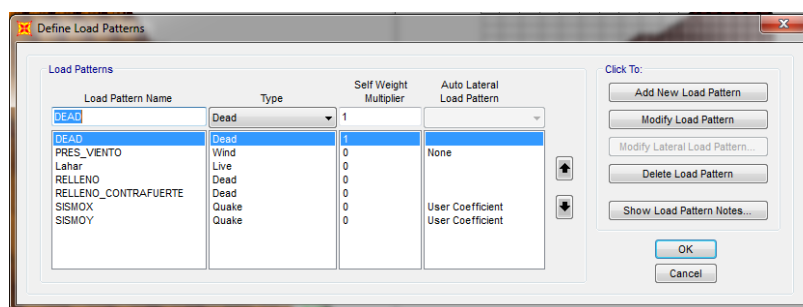 Define Load Patterns
Load Patterns
Click To:
Load Pattern Name Type Self Weight Multiplier Auto Lateral Load Pattern
DEAD Dead 1
DEAD Dead 1
PRES_VIENTO Wind 0 None
Lahar Live 0
RELLENO Dead 0
RELLENO_CONTRAFUERTE Dead 0
SISMOX Quake 0 User Coefficient
SISMOY Quake 0 User Coefficient
Add New Load Pattern
Modify Load Pattern
Modify Lateral Load Pattern...
Delete Load Pattern
Show Load Pattern Notes...
OK
Cancel